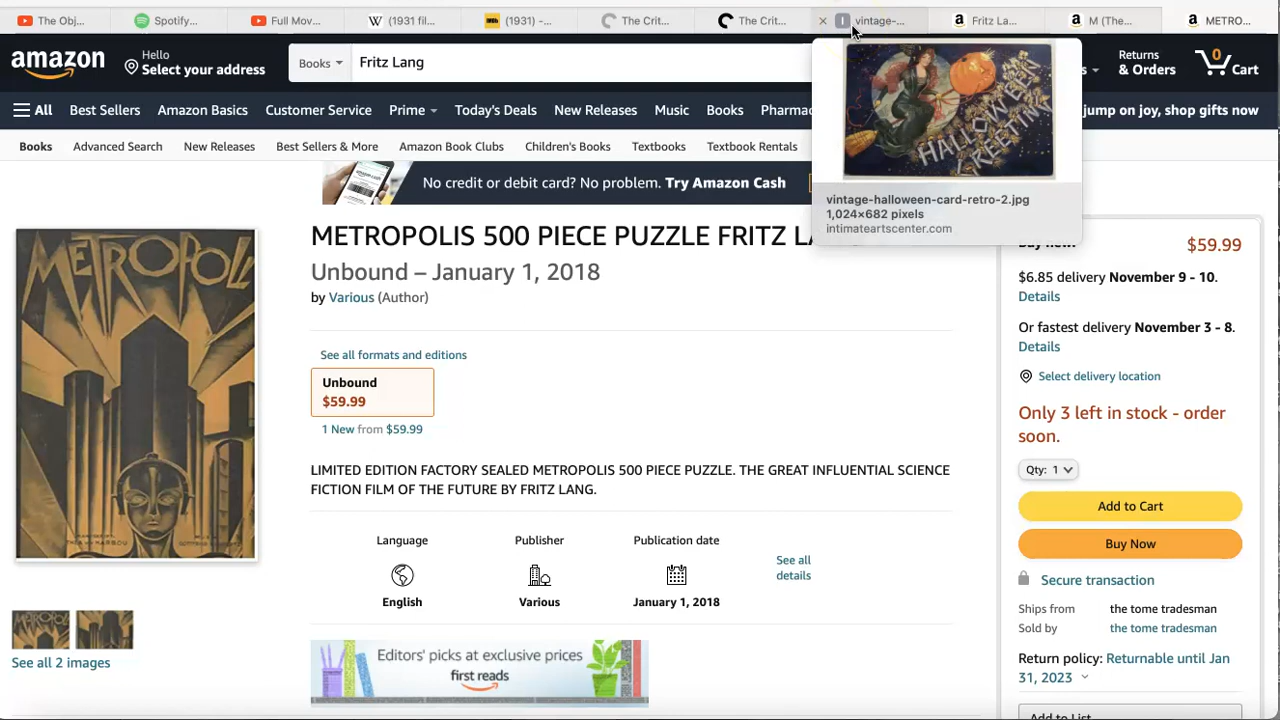 The Obj...
Spotify...
Full Mov...
(1931 fil...
(1931) -...
The Crit...
The Crit...
vintage-...
Fritz La...
M (The...
METRO...
amazon
Hello
Select your address
Books
Fritz Lang
Returns
& Orders
0
Cart
All
Best Sellers
Amazon Basics
Customer Service
Prime
Today's Deals
New Releases
Music
Books
Pharmac
jump on joy, shop gifts now
Books
Advanced Search
New Releases
Best Sellers & More
Amazon Book Clubs
Children's Books
Textbooks
Textbook Rentals
No credit or debit card? No problem. Try Amazon Cash
HALLOWEEN
GREETING
vintage-halloween-card-retro-2.jpg
1,024×682 pixels
intimateartscenter.com
METROPOLIS 500 PIECE PUZZLE FRITZ LA
Unbound – January 1, 2018
by Various (Author)
See all formats and editions
Unbound
$59.99
1 New from $59.99
LIMITED EDITION FACTORY SEALED METROPOLIS 500 PIECE PUZZLE. THE GREAT INFLUENTIAL SCIENCE
FICTION FILM OF THE FUTURE BY FRITZ LANG.
Language
English
Publisher
Various
Publication date
January 1, 2018
See all
details
Editors' picks at exclusive prices
first reads
METROPOL
See all 2 images
Buy new:
$59.99
$6.85 delivery November 9 - 10.
Details
Or fastest delivery November 3 - 8.
Details
Select delivery location
Only 3 left in stock - order
soon.
Qty: 1
Add to Cart
Buy Now
Secure transaction
Ships from the tome tradesman
Sold by the tome tradesman
Return policy: Returnable until Jan
31, 2023
Add to List